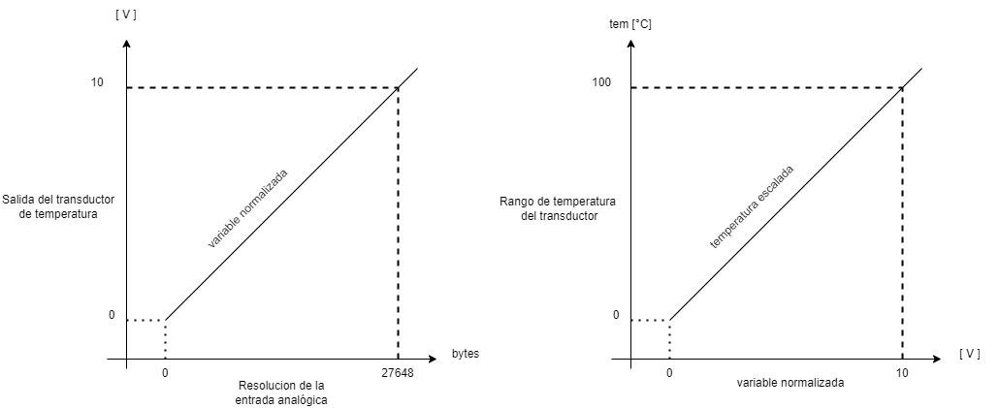 [ V ]
10
Salida del transductor
de temperatura
variable normalizada
0
bytes
0
27648
Resolucion de la
entrada analógica
tem [°C]
100
Rango de temperatura
del transductor
temperatura escalada
0
[ V ]
0
10
variable normalizada